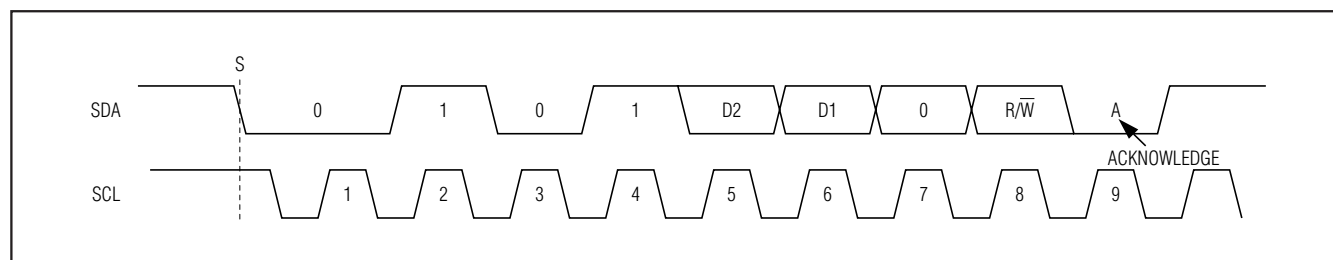 S
SDA 0 1 0 1 D2 D1 0 R/W̅ A
ACKNOWLEDGE
SCL 1 2 3 4 5 6 7 8 9